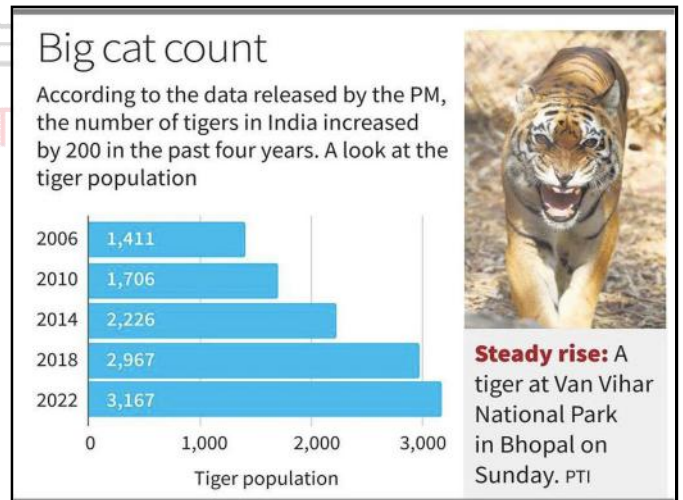 Big cat count
According to the data released by the PM,
the number of tigers in India increased
by 200 in the past four years. A look at the
tiger population
2006 1,411
2010 1,706
2014 2,226
2018 2,967
2022 3,167
0 1,000 2,000 3,000
Tiger population
Steady rise: A
tiger at Van Vihar
National Park
in Bhopal on
Sunday. PTI